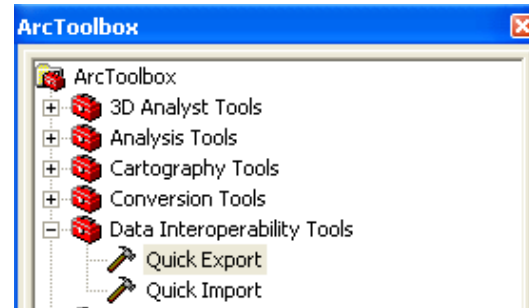 ArcToolbox
ArcToolbox
3D Analyst Tools
Analysis Tools
Cartography Tools
Conversion Tools
Data Interoperability Tools
Quick Export
Quick Import